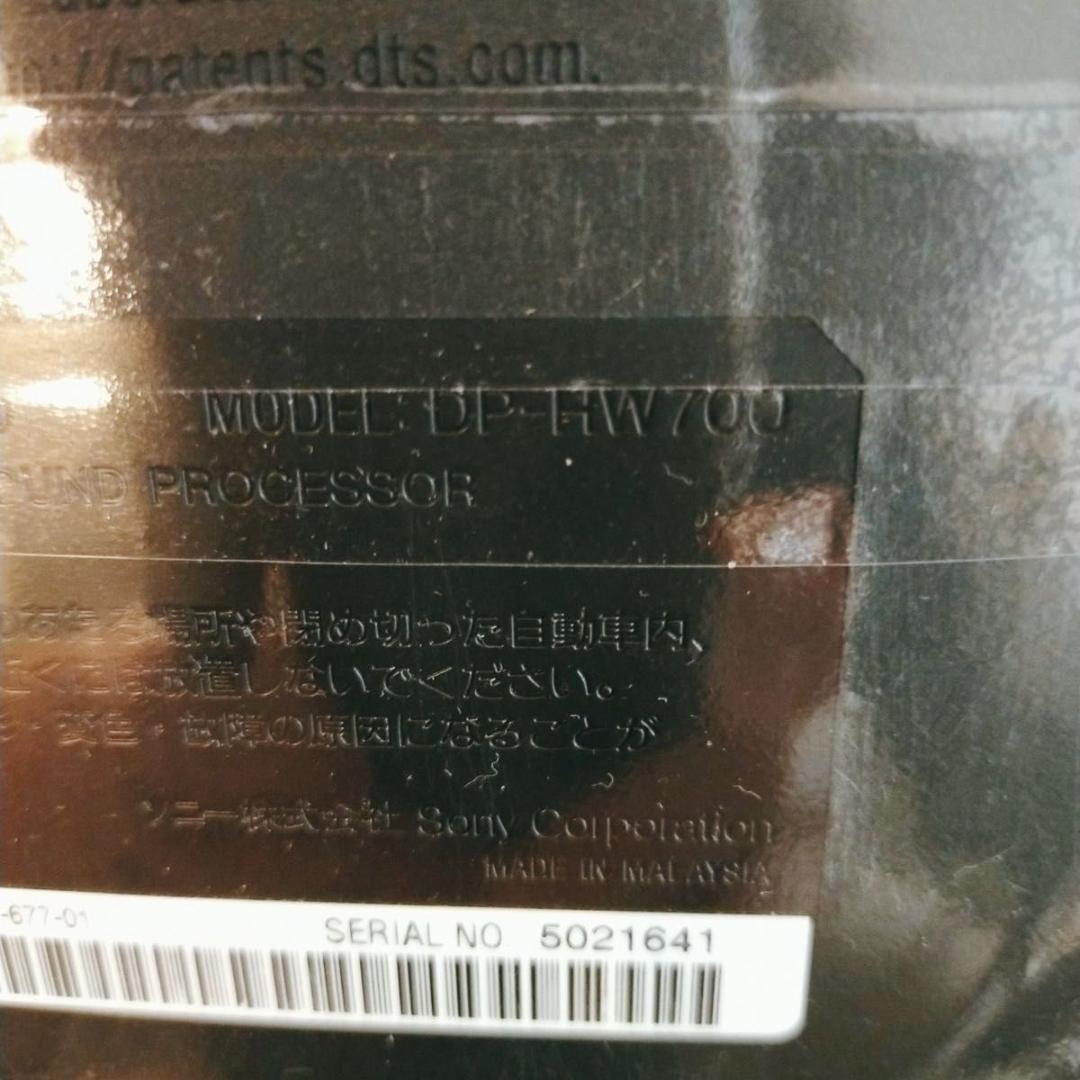 //patents.dts.com.
MODEL: DP-HW700
OUND PROCESSOR
場所や閉め切った自動車内、
くには放置しないでください。
・変色・故障の原因になることが
ソニー株式会社 Sony Corporation
MADE IN MALAYSIA
-677-01 SERIAL NO. 5021641